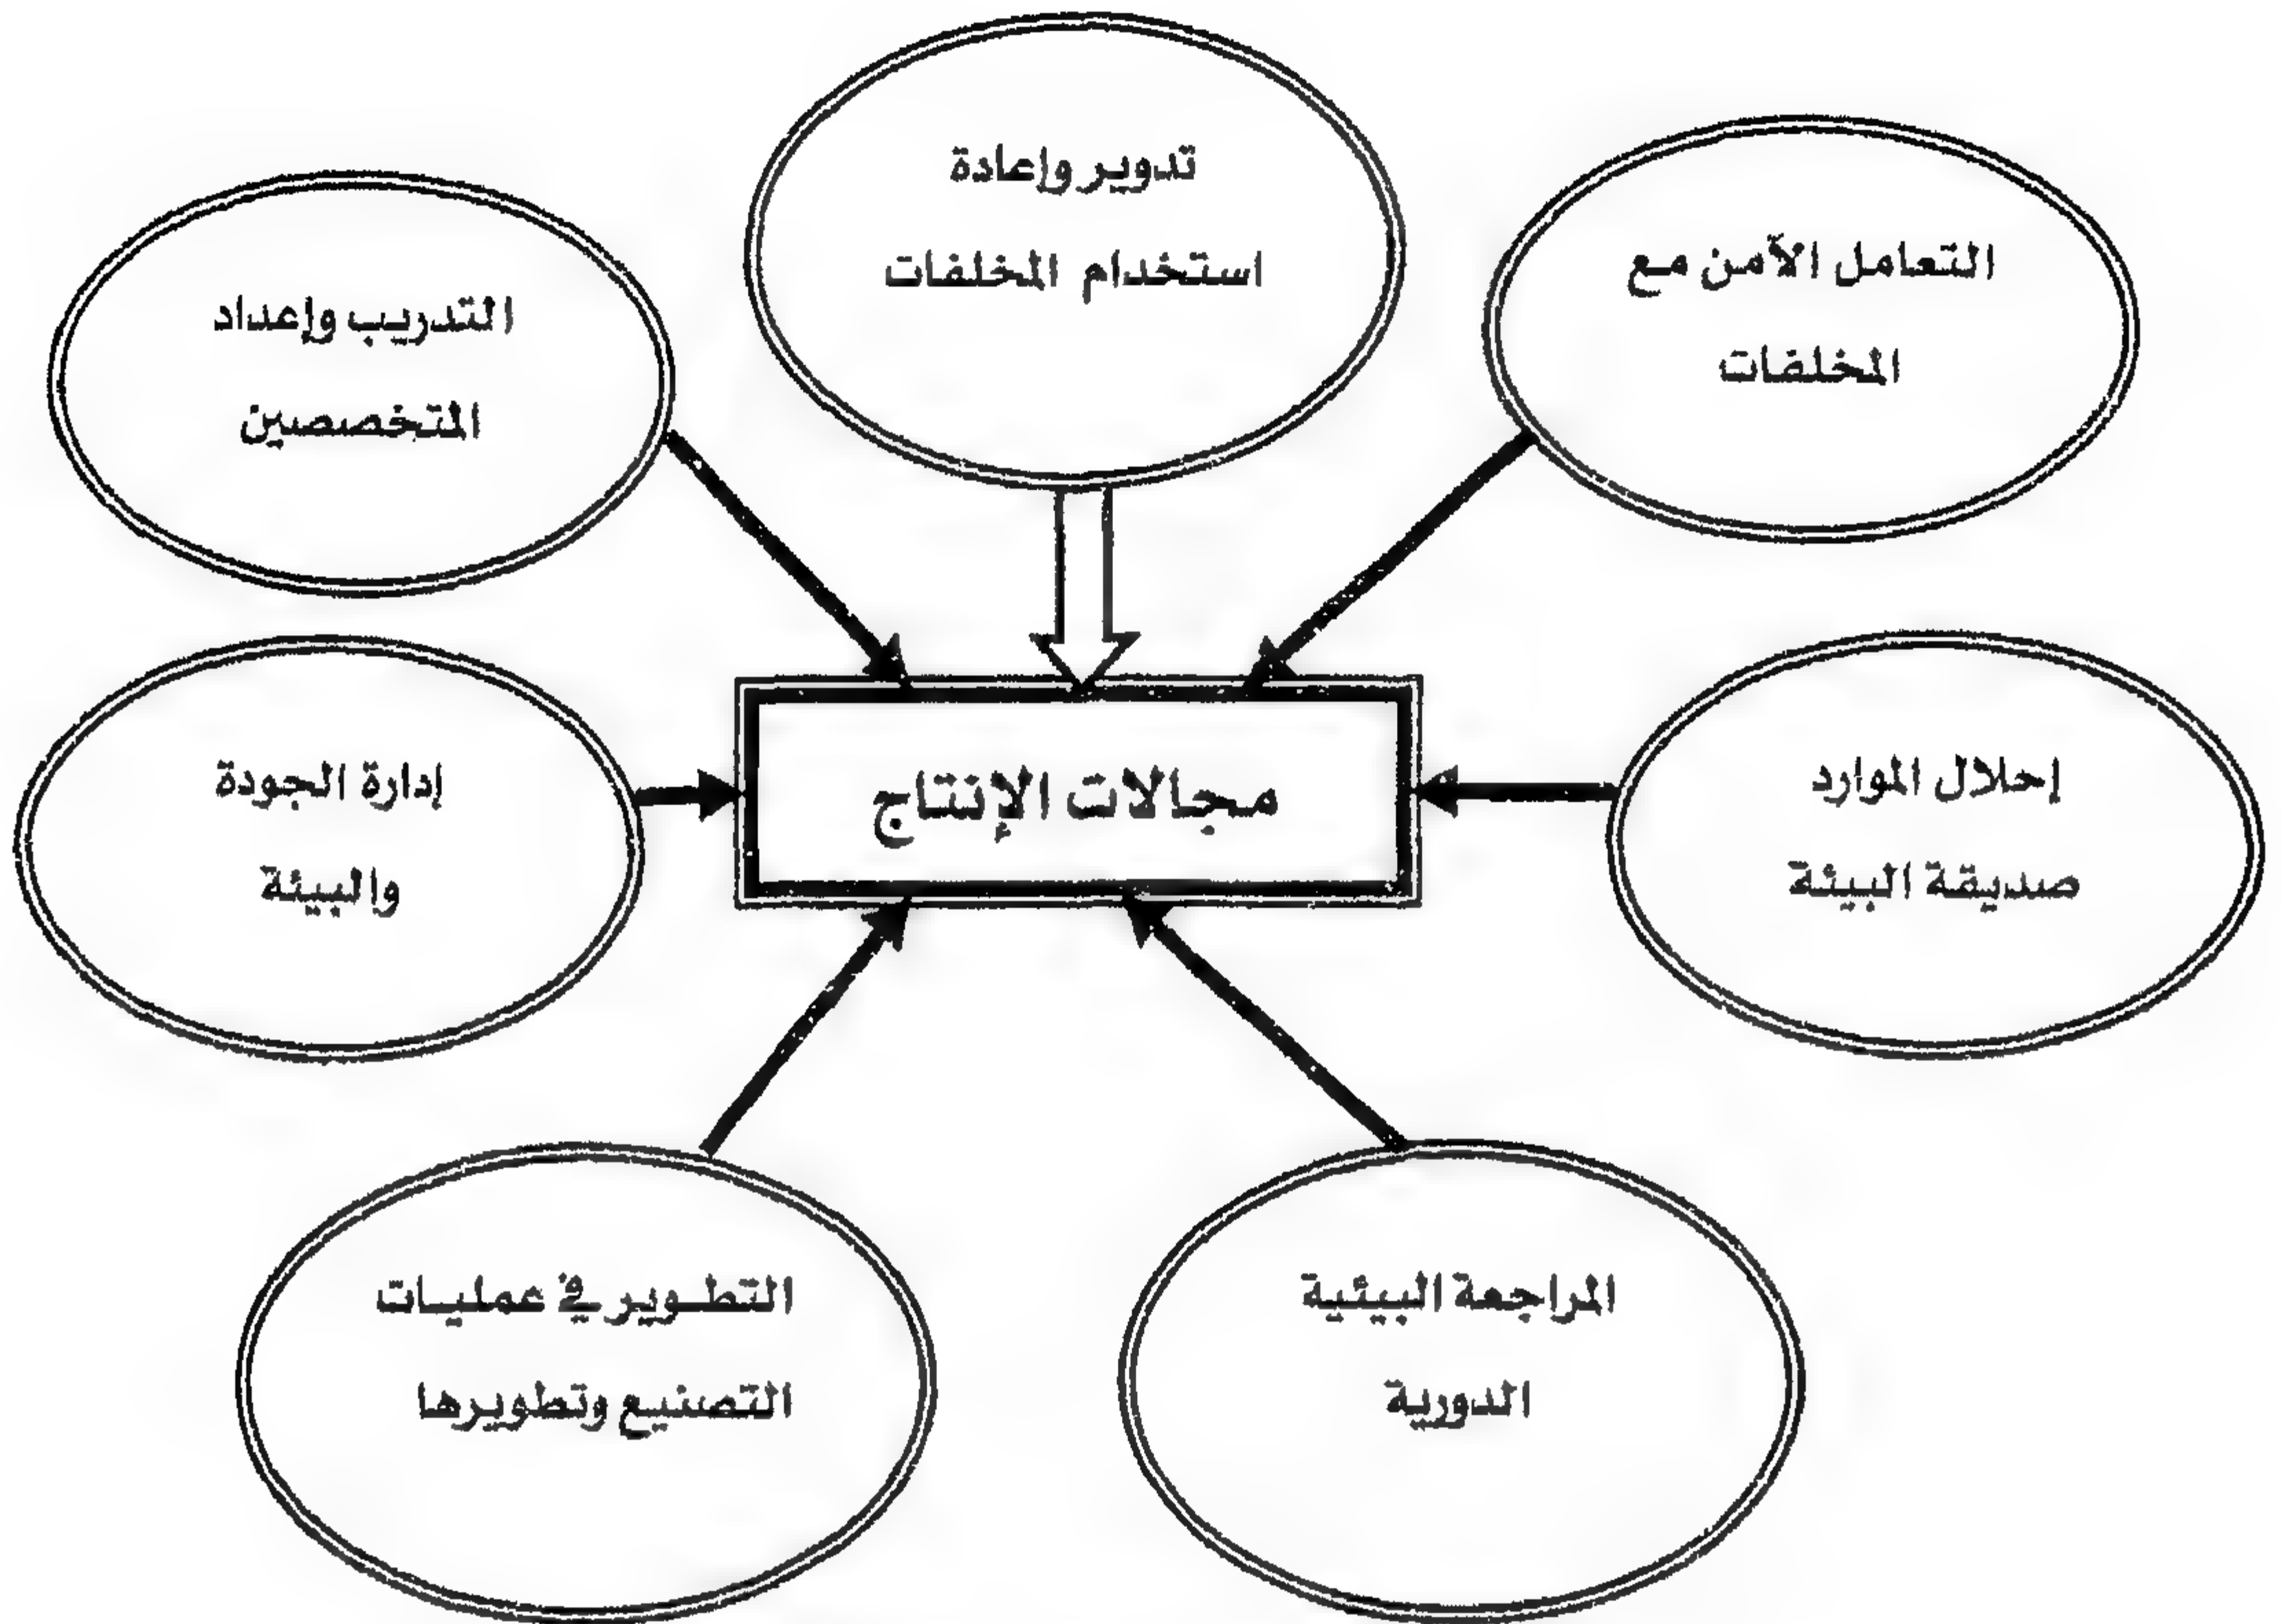 تدوير وإعادة
استخدام المخلفات
التعامل الآمن مع
المخلفات
التدريب وإعداد
المتخصصين
إحلال الموارد
صديقة البيئة
مجالات الإنتاج
إدارة الجودة
والبيئة
المراجعة البيئية
الدورية
التطوير في عمليات
التصنيع وتطويرها